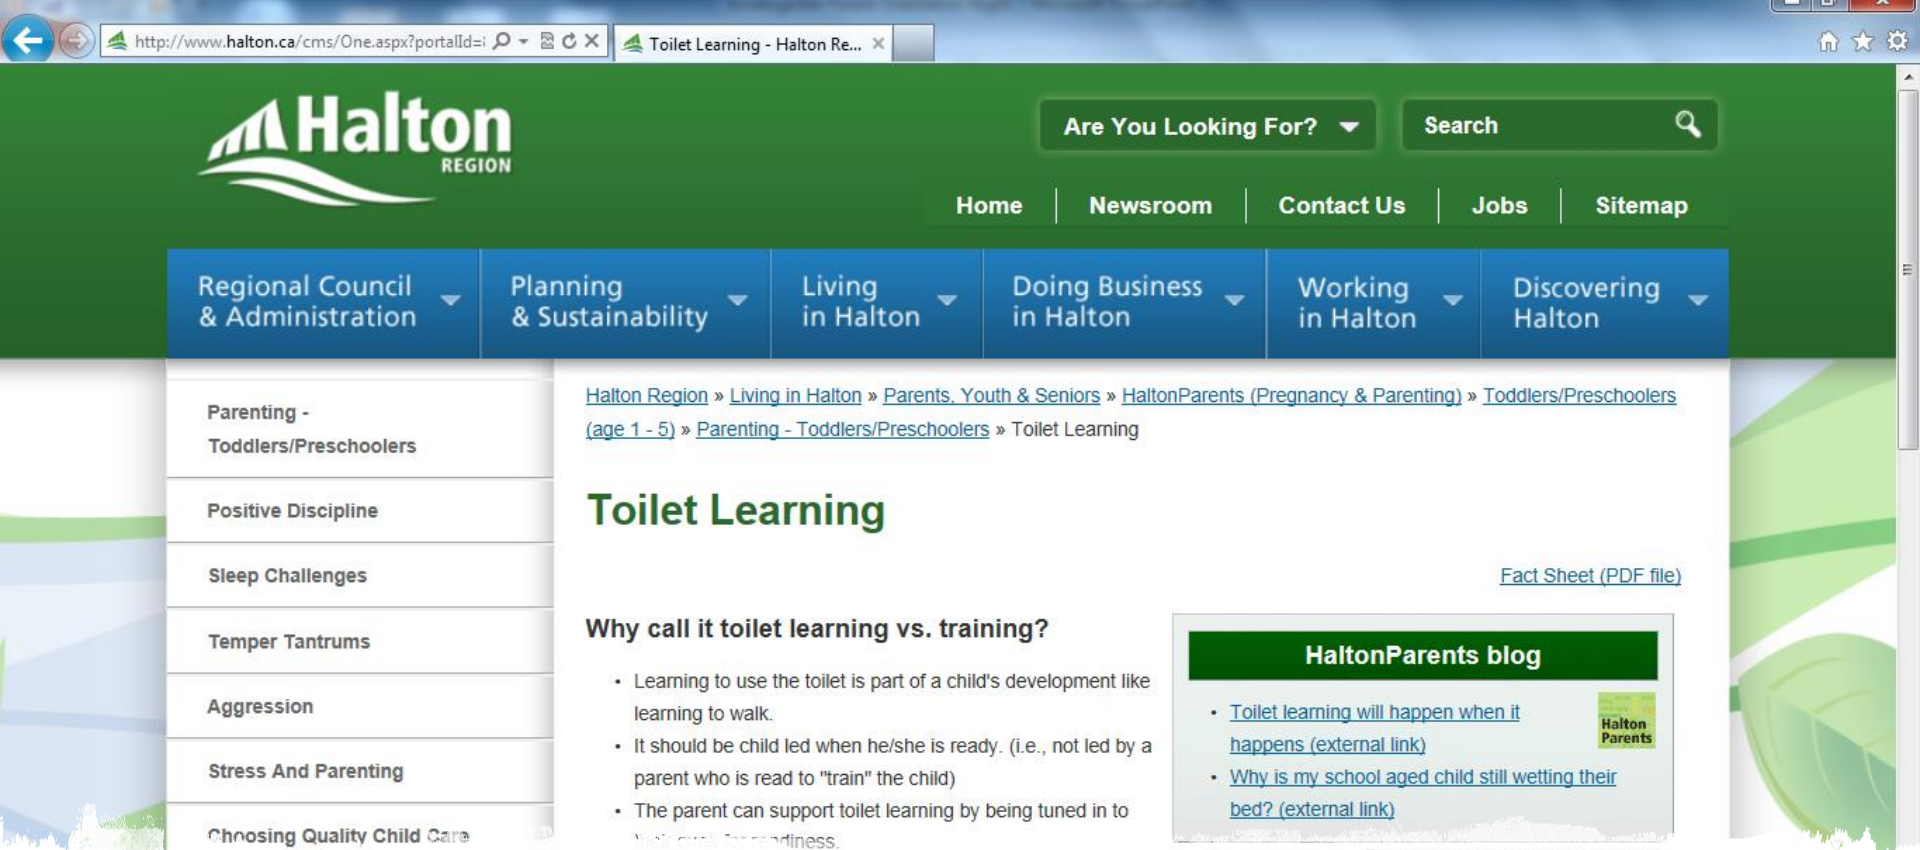 http://www.halton.ca/cms/One.aspx?portalId=
Toilet Learning - Halton Re...
Halton
REGION
Are You Looking For?
Search
Home
Newsroom
Contact Us
Jobs
Sitemap
Regional Council
& Administration
Planning
& Sustainability
Living
in Halton
Doing Business
in Halton
Working
in Halton
Discovering
Halton
Parenting -
Toddlers/Preschoolers
Positive Discipline
Sleep Challenges
Temper Tantrums
Aggression
Stress And Parenting
Choosing Quality Child Care
Halton Region » Living in Halton » Parents, Youth & Seniors » HaltonParents (Pregnancy & Parenting) » Toddlers/Preschoolers
(age 1 - 5) » Parenting - Toddlers/Preschoolers » Toilet Learning
Toilet Learning
Fact Sheet (PDF file)
Why call it toilet learning vs. training?
• Learning to use the toilet is part of a child's development like
learning to walk.
• It should be child led when he/she is ready. (i.e., not led by a
parent who is read to "train" the child)
• The parent can support toilet learning by being tuned in to
HaltonParents blog
• Toilet learning will happen when it
happens (external link)
• Why is my school aged child still wetting their
bed? (external link)
Halton
Parents